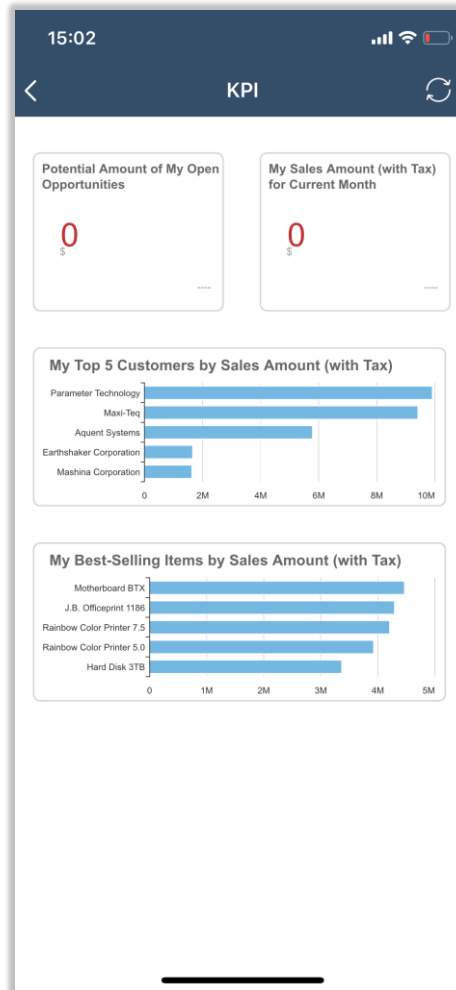 15:02
KPI
Potential Amount of My Open
Opportunities
0
$
----
My Sales Amount (with Tax)
for Current Month
0
$
----
My Top 5 Customers by Sales Amount (with Tax)
Parameter Technology
Maxi-Teq
Aquent Systems
Earthshaker Corporation
Mashina Corporation
0 2M 4M 6M 8M 10M
My Best-Selling Items by Sales Amount (with Tax)
Motherboard BTX
J.B. Officeprint 1186
Rainbow Color Printer 7.5
Rainbow Color Printer 5.0
Hard Disk 3TB
0 1M 2M 3M 4M 5M